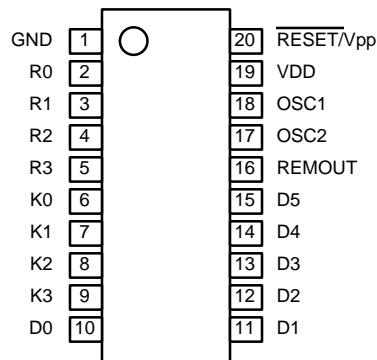 GND 1 20 RESET/Vpp
R0 2 19 VDD
R1 3 18 OSC1
R2 4 17 OSC2
R3 5 16 REMOUT
K0 6 15 D5
K1 7 14 D4
K2 8 13 D3
K3 9 12 D2
D0 10 11 D1